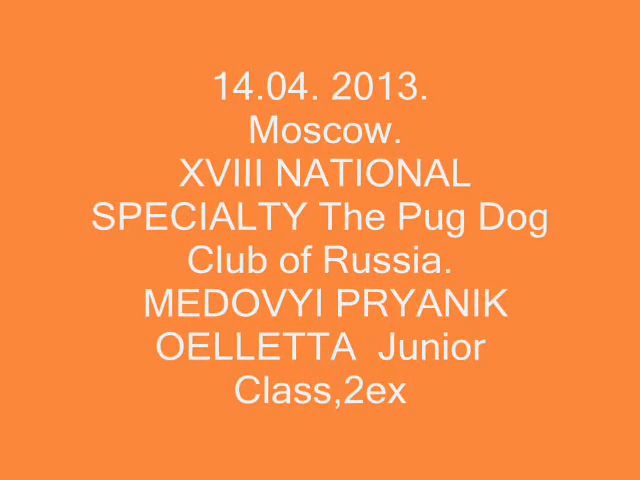 14.04. 2013.
Moscow.
XVIII NATIONAL
SPECIALTY The Pug Dog
Club of Russia.
MEDOVYI PRYANIK
OELLETTA  Junior
Class,2ex